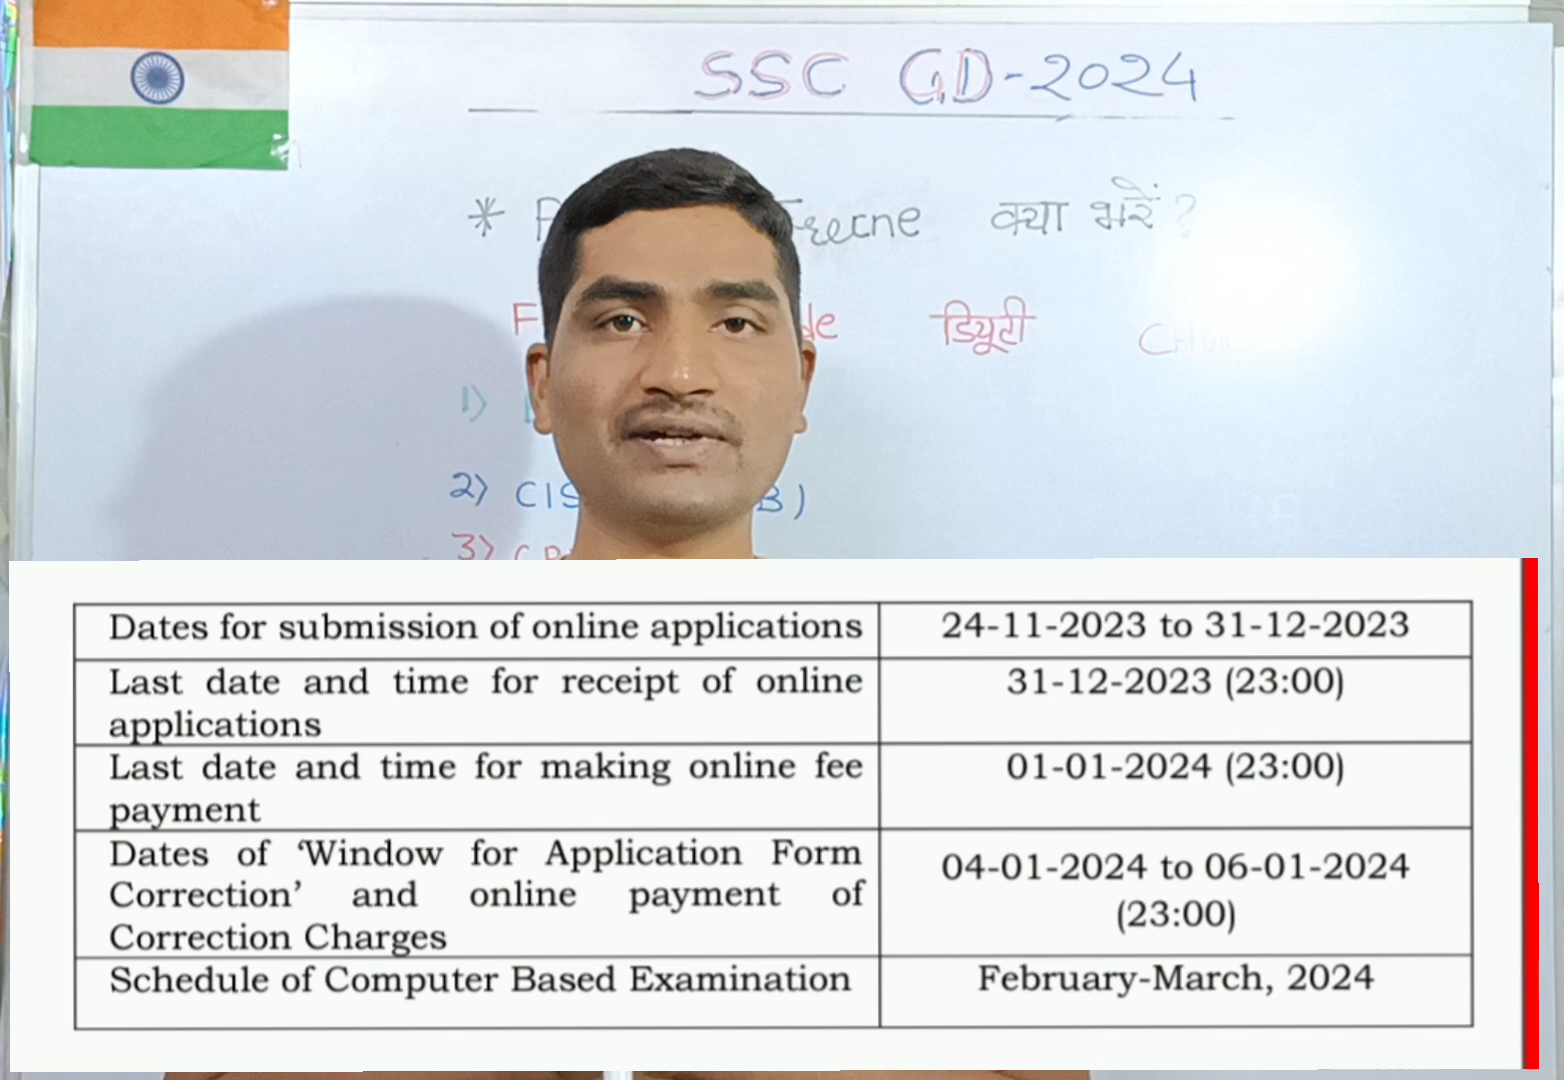 SSC GD-2024
* क्या भरें ?
डियूटी
1)
2) CIS B)
3)
Dates for submission of online applications 24-11-2023 to 31-12-2023
Last date and time for receipt of online 31-12-2023 (23:00)
applications
Last date and time for making online fee 01-01-2024 (23:00)
payment
Dates of ‘Window for Application Form 04-01-2024 to 06-01-2024
Correction’ and online payment of (23:00)
Correction Charges
Schedule of Computer Based Examination February-March, 2024